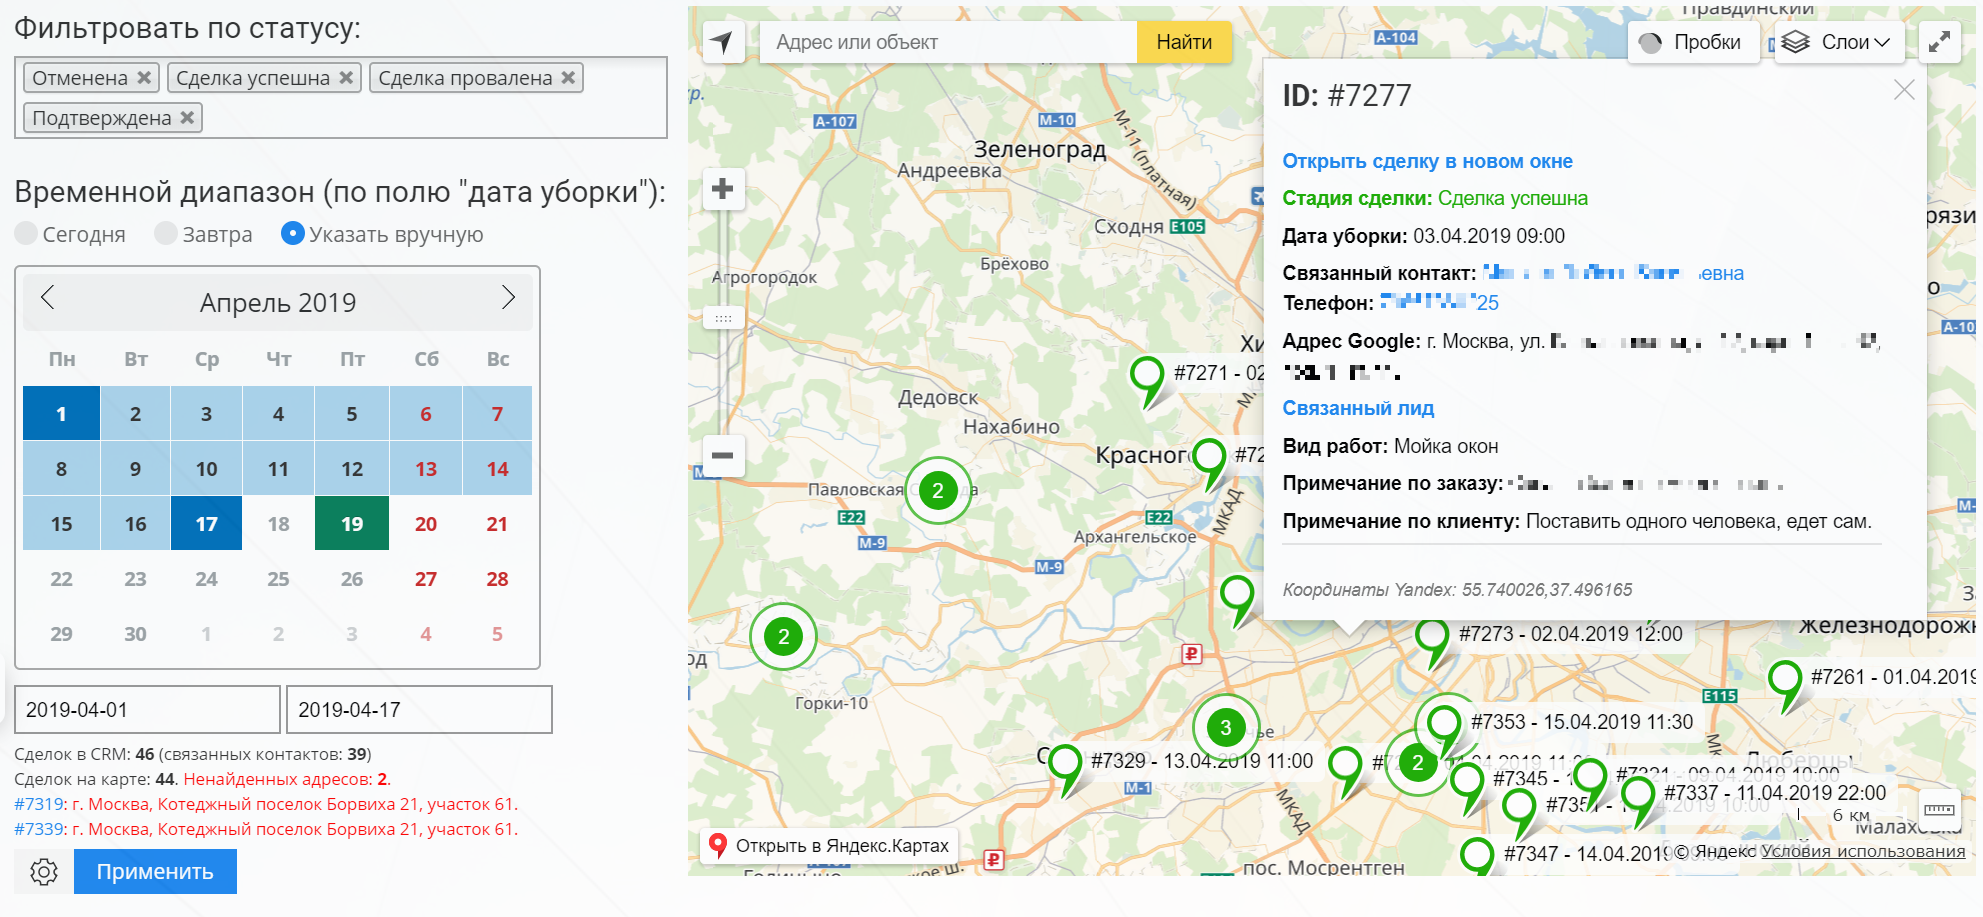 Фильтровать по статусу:
Отменена ✖ Сделка успешна ✖ Сделка провалена ✖
Подтверждена ✖
Временной диапазон (по полю "дата уборки"):
Сегодня Завтра Указать вручную
Апрель 2019
Пн Вт Ср Чт Пт Сб Вс
1 2 3 4 5 6 7
8 9 10 11 12 13 14
15 16 17 18 19 20 21
22 23 24 25 26 27 28
29 30 1 2 3 4 5
2019-04-01 2019-04-17
Сделок в CRM: 46 (связанных контактов: 39)
Сделок на карте: 44. Ненайденных адресов: 2.
#7319: г. Москва, Котеджный поселок Борвиха 21, участок 61.
#7339: г. Москва, Котеджный поселок Борвиха 21, участок 61.
Применить
Адрес или объект Найти
Пробки
Слои
Правдинский
А-104
А-107
М-10
М-11 (платная)
Зеленоград
Андреевка
Сходня E105
Брёхово
Агрогородок
ID: #7277
Открыть сделку в новом окне
Стадия сделки: Сделка успешна
Дата уборки: 03.04.2019 09:00
Связанный контакт: евна
Телефон: 25
Адрес Google: г. Москва, ул.
Связанный лид
Вид работ: Мойка окон
Примечание по заказу:
Примечание по клиенту: Поставить одного человека, едет сам.
Координаты Yandex: 55.740026,37.496165
#7271 - 02
Дедовск
Нахабино
Красног
#72
Павловская
2
E22
E22
МКАД
М-9
Архангельское
М-9
2
#7273 - 02.04.2019 12:00
Железнодорожн
#7261 - 01.04.2019
E115
Горки-10
3
#7353 - 15.04.2019 11:30
#7329 - 13.04.2019 11:00
2
М-1
МКАД
#7345 -
#7337 - 11.04.2019 22:00
Люберцы
6 км
Малаховка
#7347 - 14.04.2019
Открыть в Яндекс.Картах
© Яндекс Условия использования
Голицыно
пос. Мосрентген